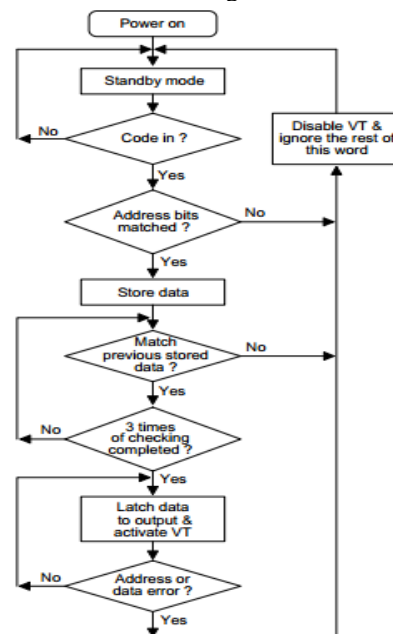 Power on
Standby mode
No
Code in ?
Disable VT &
ignore the rest of
this word
Yes
Address bits
matched ?
No
Yes
Store data
Match
previous stored
data ?
No
Yes
3 times
of checking
completed ?
No
Yes
Latch data
to output &
activate VT
No
Address or
data error ?
Yes